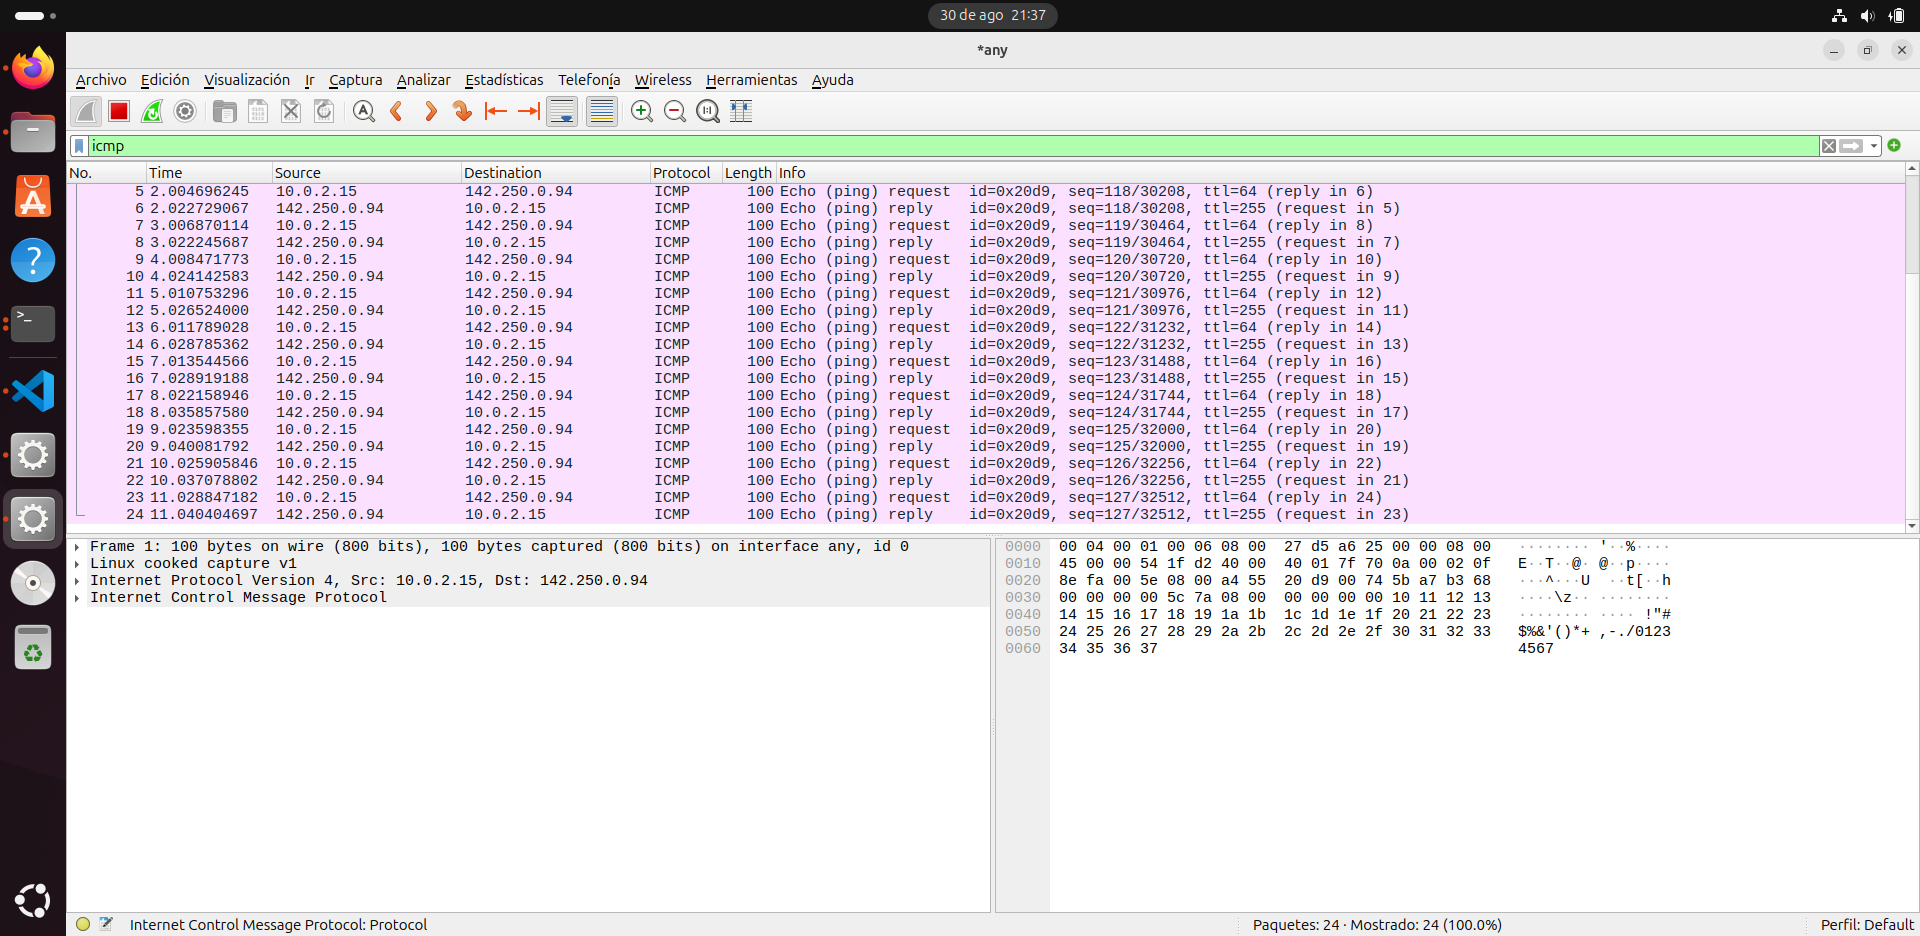 30 de ago 21:37
*any
Archivo Edición Visualización Ir Captura Analizar Estadísticas Telefonía Wireless Herramientas Ayuda
icmp
No. Time Source Destination Protocol Length Info
5 2.004696245 10.0.2.15 142.250.0.94 ICMP 100 Echo (ping) request id=0x20d9, seq=118/30208, ttl=64 (reply in 6)
6 2.022729067 142.250.0.94 10.0.2.15 ICMP 100 Echo (ping) reply id=0x20d9, seq=118/30208, ttl=255 (request in 5)
7 3.006870114 10.0.2.15 142.250.0.94 ICMP 100 Echo (ping) request id=0x20d9, seq=119/30464, ttl=64 (reply in 8)
8 3.022245687 142.250.0.94 10.0.2.15 ICMP 100 Echo (ping) reply id=0x20d9, seq=119/30464, ttl=255 (request in 7)
9 4.008471773 10.0.2.15 142.250.0.94 ICMP 100 Echo (ping) request id=0x20d9, seq=120/30720, ttl=64 (reply in 10)
10 4.024142583 142.250.0.94 10.0.2.15 ICMP 100 Echo (ping) reply id=0x20d9, seq=120/30720, ttl=255 (request in 9)
11 5.010753296 10.0.2.15 142.250.0.94 ICMP 100 Echo (ping) request id=0x20d9, seq=121/30976, ttl=64 (reply in 12)
12 5.026524000 142.250.0.94 10.0.2.15 ICMP 100 Echo (ping) reply id=0x20d9, seq=121/30976, ttl=255 (request in 11)
13 6.011789028 10.0.2.15 142.250.0.94 ICMP 100 Echo (ping) request id=0x20d9, seq=122/31232, ttl=64 (reply in 14)
14 6.028785362 142.250.0.94 10.0.2.15 ICMP 100 Echo (ping) reply id=0x20d9, seq=122/31232, ttl=255 (request in 13)
15 7.013544566 10.0.2.15 142.250.0.94 ICMP 100 Echo (ping) request id=0x20d9, seq=123/31488, ttl=64 (reply in 16)
16 7.028919188 142.250.0.94 10.0.2.15 ICMP 100 Echo (ping) reply id=0x20d9, seq=123/31488, ttl=255 (request in 15)
17 8.022158946 10.0.2.15 142.250.0.94 ICMP 100 Echo (ping) request id=0x20d9, seq=124/31744, ttl=64 (reply in 18)
18 8.035857580 142.250.0.94 10.0.2.15 ICMP 100 Echo (ping) reply id=0x20d9, seq=124/31744, ttl=255 (request in 17)
19 9.023598355 10.0.2.15 142.250.0.94 ICMP 100 Echo (ping) request id=0x20d9, seq=125/32000, ttl=64 (reply in 20)
20 9.040081792 142.250.0.94 10.0.2.15 ICMP 100 Echo (ping) reply id=0x20d9, seq=125/32000, ttl=255 (request in 19)
21 10.025905846 10.0.2.15 142.250.0.94 ICMP 100 Echo (ping) request id=0x20d9, seq=126/32256, ttl=64 (reply in 22)
22 10.037078802 142.250.0.94 10.0.2.15 ICMP 100 Echo (ping) reply id=0x20d9, seq=126/32256, ttl=255 (request in 21)
23 11.028847182 10.0.2.15 142.250.0.94 ICMP 100 Echo (ping) request id=0x20d9, seq=127/32512, ttl=64 (reply in 24)
24 11.040404697 142.250.0.94 10.0.2.15 ICMP 100 Echo (ping) reply id=0x20d9, seq=127/32512, ttl=255 (request in 23)
Frame 1: 100 bytes on wire (800 bits), 100 bytes captured (800 bits) on interface any, id 0
Linux cooked capture v1
Internet Protocol Version 4, Src: 10.0.2.15, Dst: 142.250.0.94
Internet Control Message Protocol
0000 00 04 00 01 00 06 08 00 27 d5 a6 25 00 00 08 00 ········ '··%····
0010 45 00 00 54 1f d2 40 00 40 01 7f 70 0a 00 02 0f E··T··@· @··p····
0020 8e fa 00 5e 08 00 a4 55 20 d9 00 74 5b a7 b3 68 ···^···U ··t[··h
0030 00 00 00 00 5c 7a 08 00 00 00 00 00 10 11 12 13 ····\z·· ········
0040 14 15 16 17 18 19 1a 1b 1c 1d 1e 1f 20 21 22 23 ········ ···· !"#
0050 24 25 26 27 28 29 2a 2b 2c 2d 2e 2f 30 31 32 33 $%&'()*+ ,-./0123
0060 34 35 36 37 4567
Internet Control Message Protocol: Protocol
Paquetes: 24 · Mostrado: 24 (100.0%)
Perfil: Default